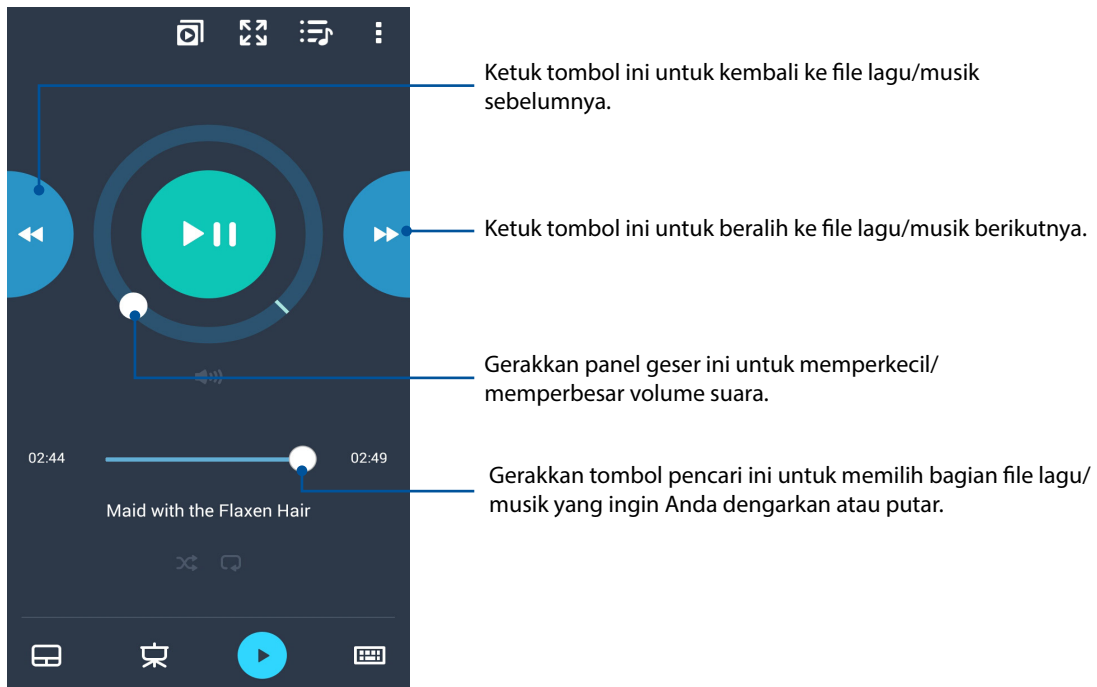 Ketuk tombol ini untuk kembali ke file lagu/musik
sebelumnya.
Ketuk tombol ini untuk beralih ke file lagu/musik berikutnya.
Gerakkan panel geser ini untuk memperkecil/
memperbesar volume suara.
02:44
02:49
Gerakkan tombol pencari ini untuk memilih bagian file lagu/
musik yang ingin Anda dengarkan atau putar.
Maid with the Flaxen Hair